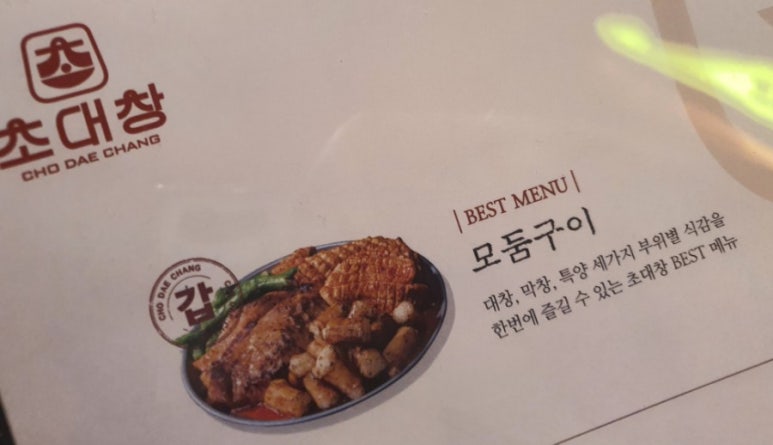 초
초대창
CHO DAE CHANG
| BEST MENU |
모둠구이
대창, 막창, 특양 세가지 부위별 식감을
한번에 즐길 수 있는 초대창 BEST 메뉴
CHO DAE CHANG
갑